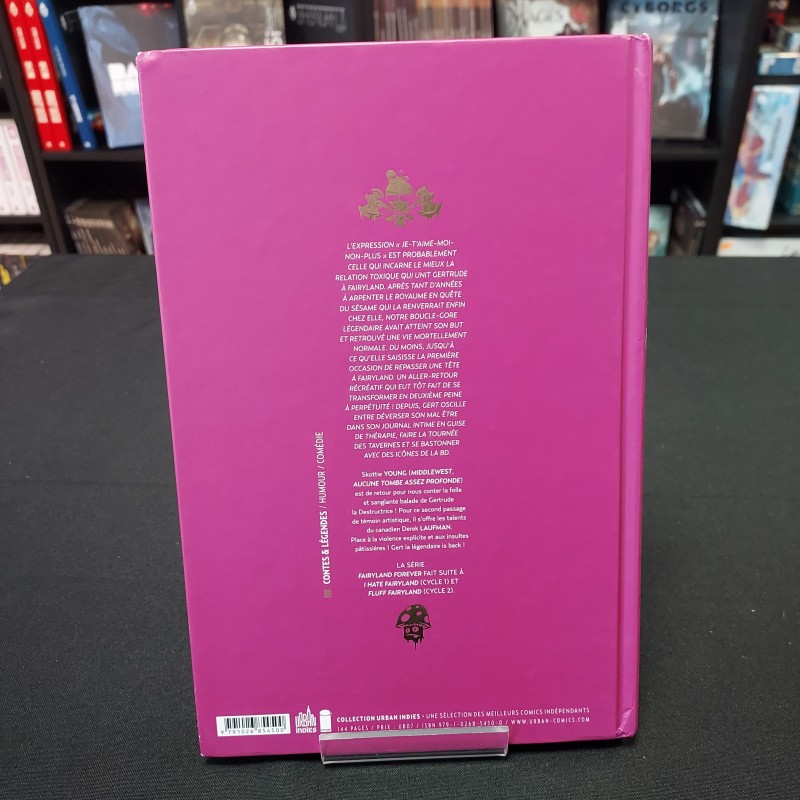 CYBORGS
L'EXPRESSION « JE-T'AIME-MOI-
NON-PLUS » EST PROBABLEMENT
CELLE QUI INCARNE LE MIEUX LA
RELATION TOXIQUE QUI UNIT GERTRUDE
À FAIRYLAND. APRÈS TANT D'ANNÉES
À ARPENTER LE ROYAUME EN QUÊTE
DU SÉSAME QUI LA RENVERRAIT ENFIN
CHEZ ELLE, NOTRE BOUCLE-GORE
LÉGENDAIRE AVAIT ATTEINT SON BUT
ET RETROUVÉ UNE VIE MORTELLEMENT
NORMALE. DU MOINS, JUSQU'À
CE QU'ELLE SAISISSE LA PREMIÈRE
OCCASION DE REPASSER UNE TÊTE
À FAIRYLAND. UN ALLER-RETOUR
RÉCRÉATIF QUI EUT TÔT FAIT DE SE
TRANSFORMER EN DEUXIÈME PEINE
À PERPÉTUITÉ ! DEPUIS, GERT OSCILLE
ENTRE DÉVERSER SON MAL ÊTRE
DANS SON JOURNAL INTIME EN GUISE
DE THÉRAPIE, FAIRE LA TOURNÉE
DES TAVERNES ET SE BASTONNER
AVEC DES ICÔNES DE LA BD.
Skottie YOUNG (MIDDLEWEST,
AUCUNE TOMBE ASSEZ PROFONDE)
est de retour pour nous conter la folle
et sanglante balade de Gertrude
la Destructrice ! Pour ce second passage
de témoin artistique, il s'offre les talents
du canadien Derek LAUFMAN.
Place à la violence explicite et aux insultes
pâtissières ! Gert la légendaire is back !
LA SÉRIE
FAIRYLAND FOREVER FAIT SUITE À
I HATE FAIRYLAND (CYCLE 1) ET
FLUFF FAIRYLAND (CYCLE 2).
CONTES & LÉGENDES / HUMOUR / COMÉDIE
9 791026 854500
URBAN
INDIES
COLLECTION URBAN INDIES > UNE SÉLECTION DES MEILLEURS COMICS INDÉPENDANTS
144 PAGES / PRIX : GR07 / ISBN 979-1-0268-5450-0 / WWW.URBAN-COMICS.COM